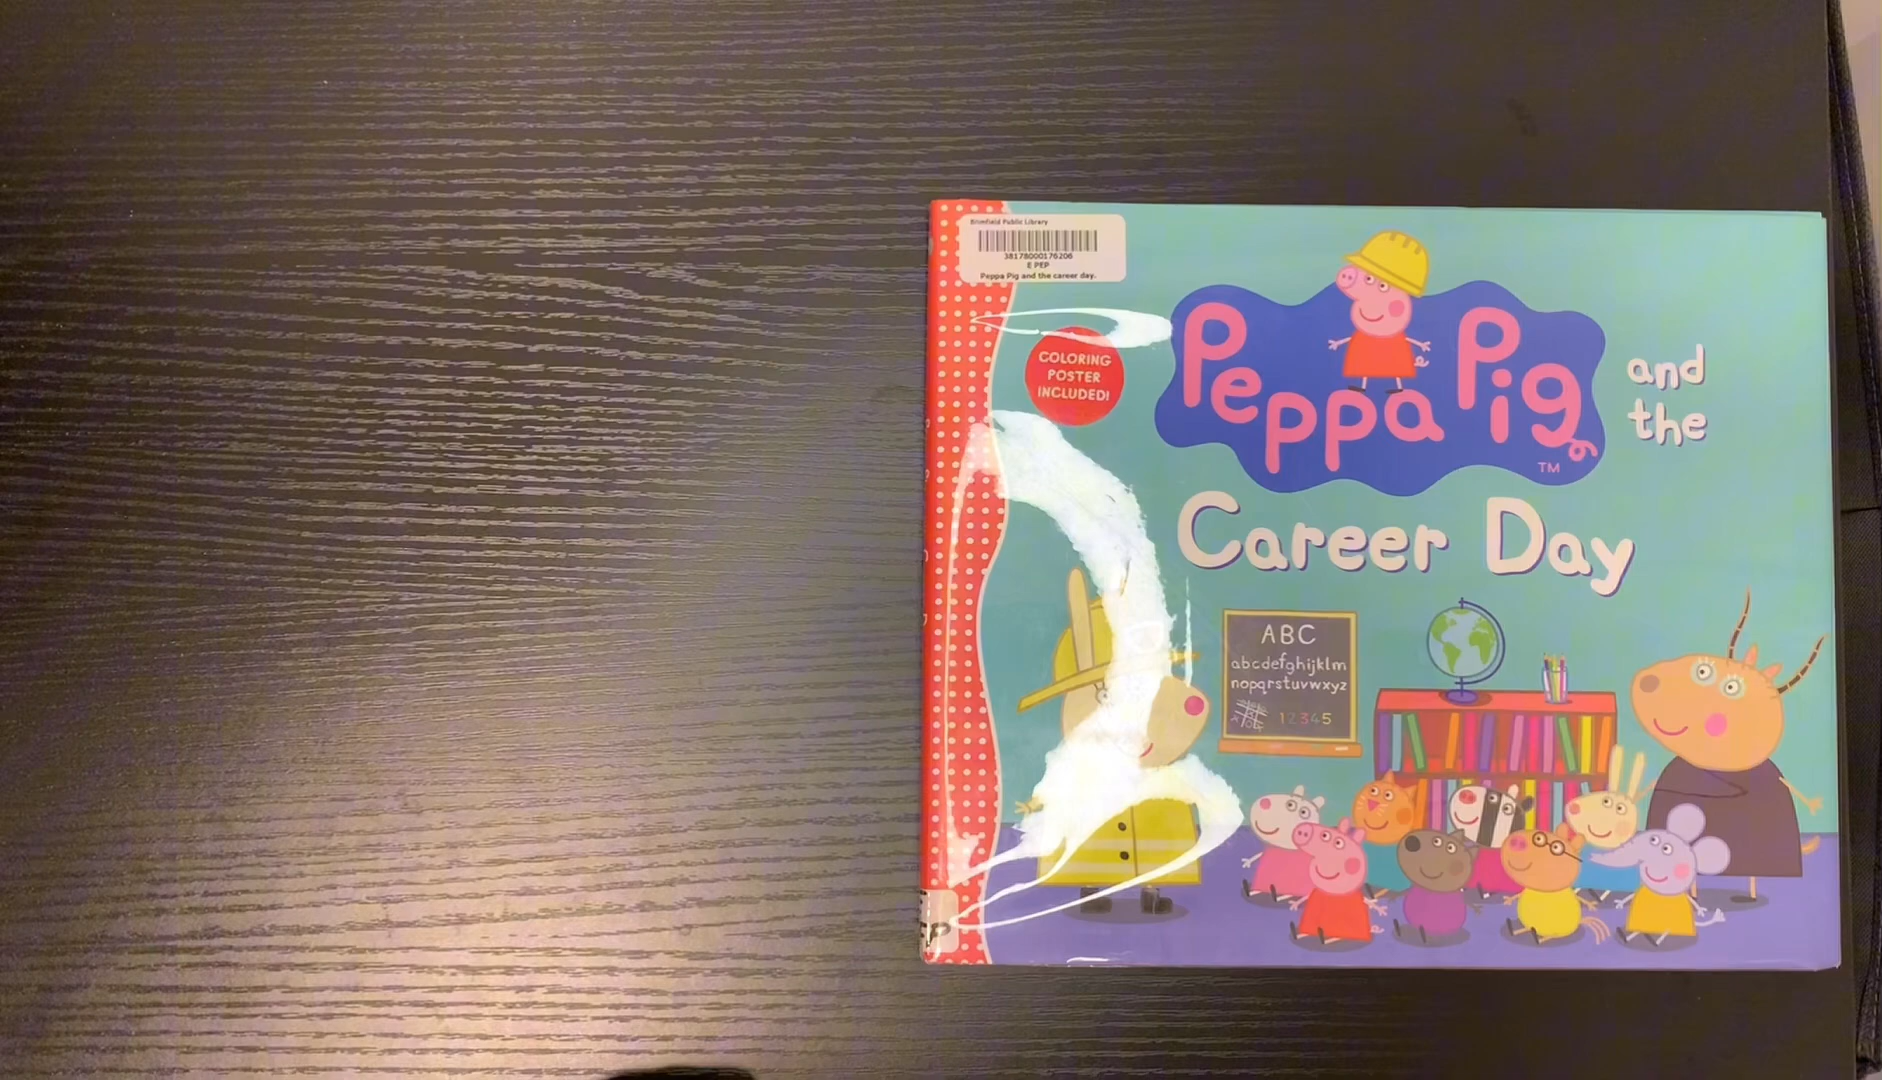 Brimfield Public Library
38178000176206
E PEP
Peppa Pig and the career day.
COLORING
POSTER
INCLUDED!
Peppa Pig
TM
and
the
Career Day
ABC
abcdefghijklm
nopqrstuvwxyz
12345